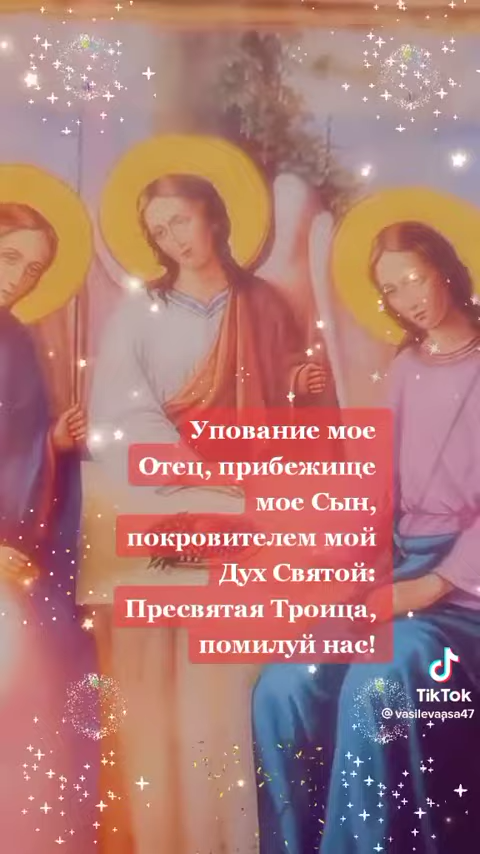 Упование мое
Отец, прибежище
мое Сын,
покровителем мой
Дух Святой:
Пресвятая Троица,
помилуй нас!
TikTok
@vasilevaasa47